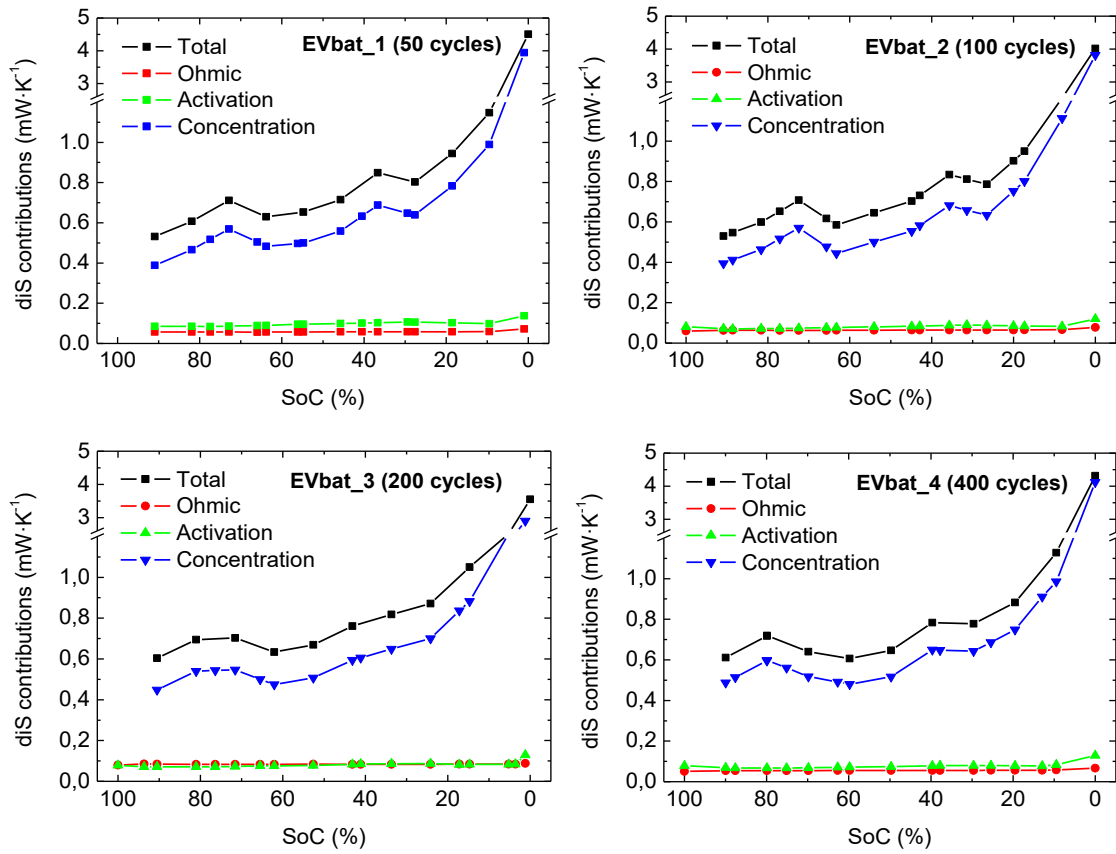 EVbat_1 (50 cycles)
Total
Ohmic
Activation
Concentration
diS contributions (mW·K⁻¹)
5
4
3
1,0
0,8
0,6
0,4
0,2
0,0
100 80 60 40 20 0
SoC (%)
EVbat_2 (100 cycles)
Total
Ohmic
Activation
Concentration
diS contributions (mW·K⁻¹)
5
4
3
1,0
0,8
0,6
0,4
0,2
0,0
100 80 60 40 20 0
SoC (%)
EVbat_3 (200 cycles)
Total
Ohmic
Activation
Concentration
diS contributions (mW·K⁻¹)
5
4
3
1,0
0,8
0,6
0,4
0,2
0,0
100 80 60 40 20 0
SoC (%)
EVbat_4 (400 cycles)
Total
Ohmic
Activation
Concentration
diS contributions (mW·K⁻¹)
5
4
3
1,0
0,8
0,6
0,4
0,2
0,0
100 80 60 40 20 0
SoC (%)